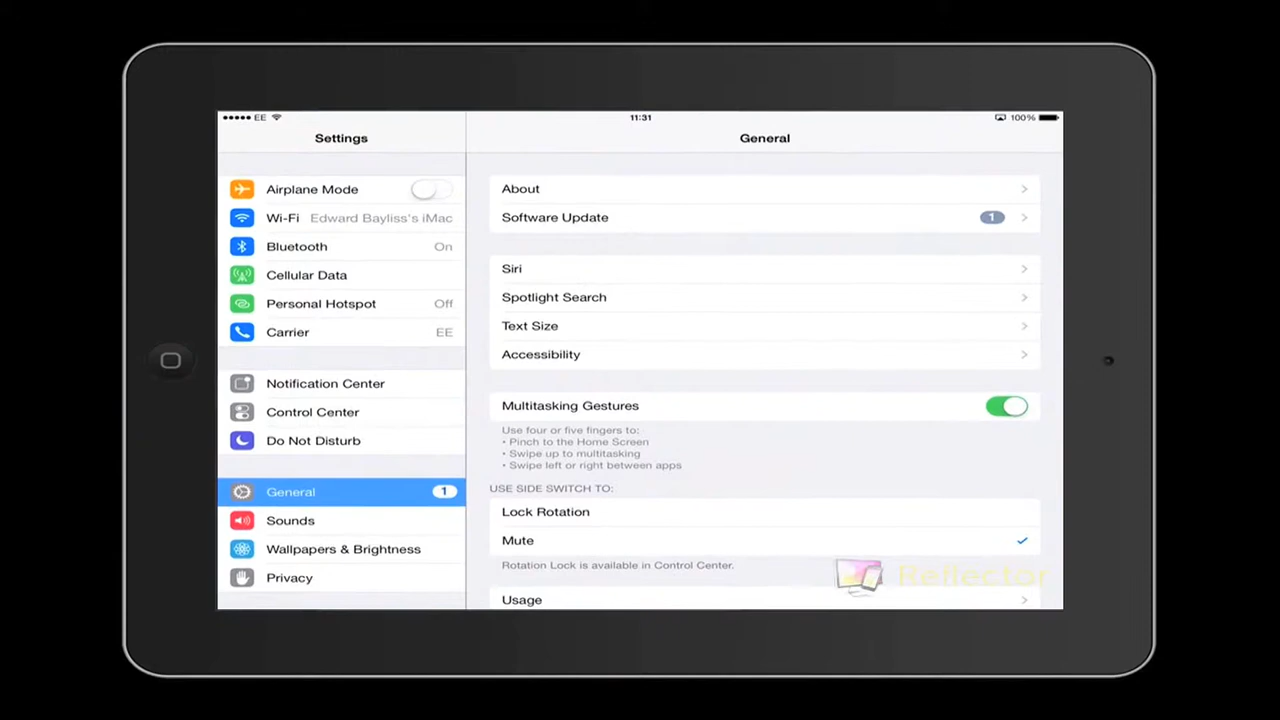 EE
11:31
100%
Settings
General
Airplane Mode
Wi-Fi Edward Bayliss's iMac
Bluetooth On
Cellular Data
Personal Hotspot Off
Carrier EE
Notification Center
Control Center
Do Not Disturb
General 1
Sounds
Wallpapers & Brightness
Privacy
About
Software Update 1
Siri
Spotlight Search
Text Size
Accessibility
Multitasking Gestures
Use four or five fingers to:
• Pinch to the Home Screen
• Swipe up to multitasking
• Swipe left or right between apps
USE SIDE SWITCH TO:
Lock Rotation
Mute
Rotation Lock is available in Control Center.
Reflector
Usage